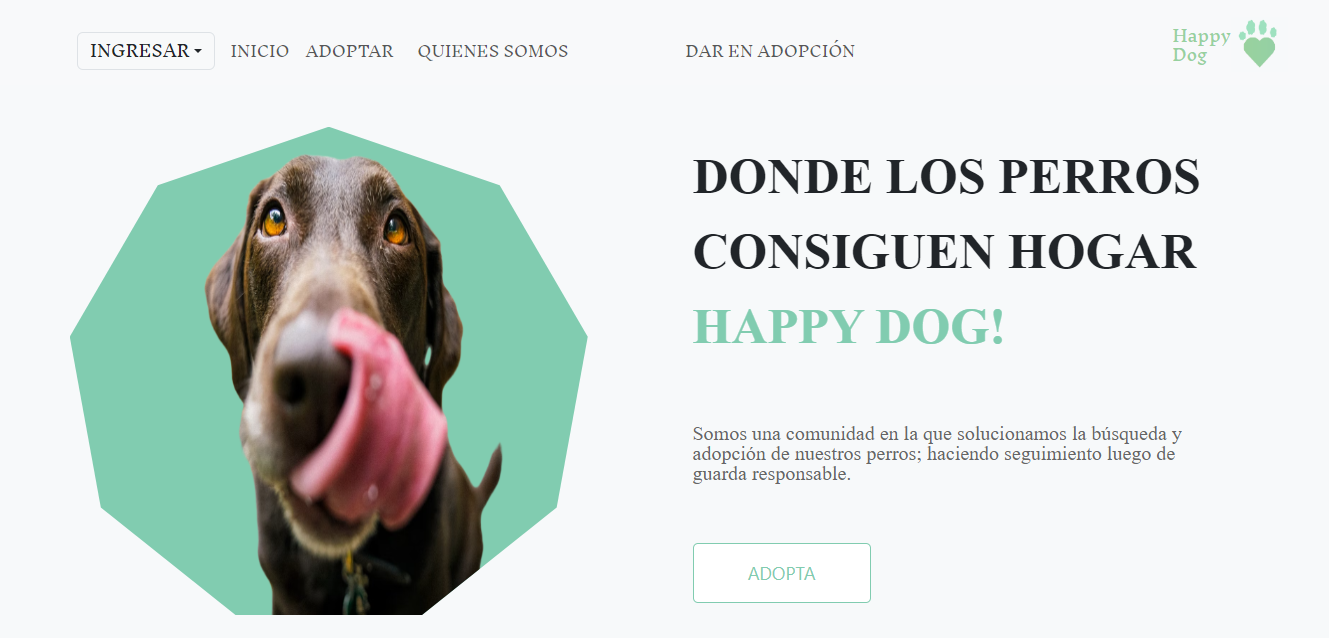 INGRESAR
INICIO
ADOPTAR
QUIENES SOMOS
DAR EN ADOPCIÓN
Happy
Dog
DONDE LOS PERROS
CONSIGUEN HOGAR
HAPPY DOG!
Somos una comunidad en la que solucionamos la búsqueda y
adopción de nuestros perros; haciendo seguimiento luego de
guarda responsable.
ADOPTA